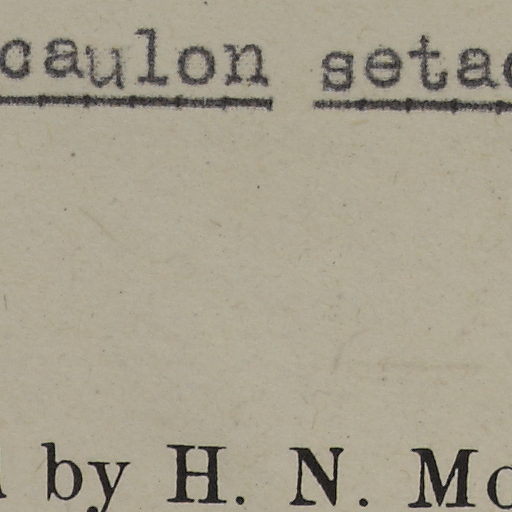 caulon setac
by H. N. Mo